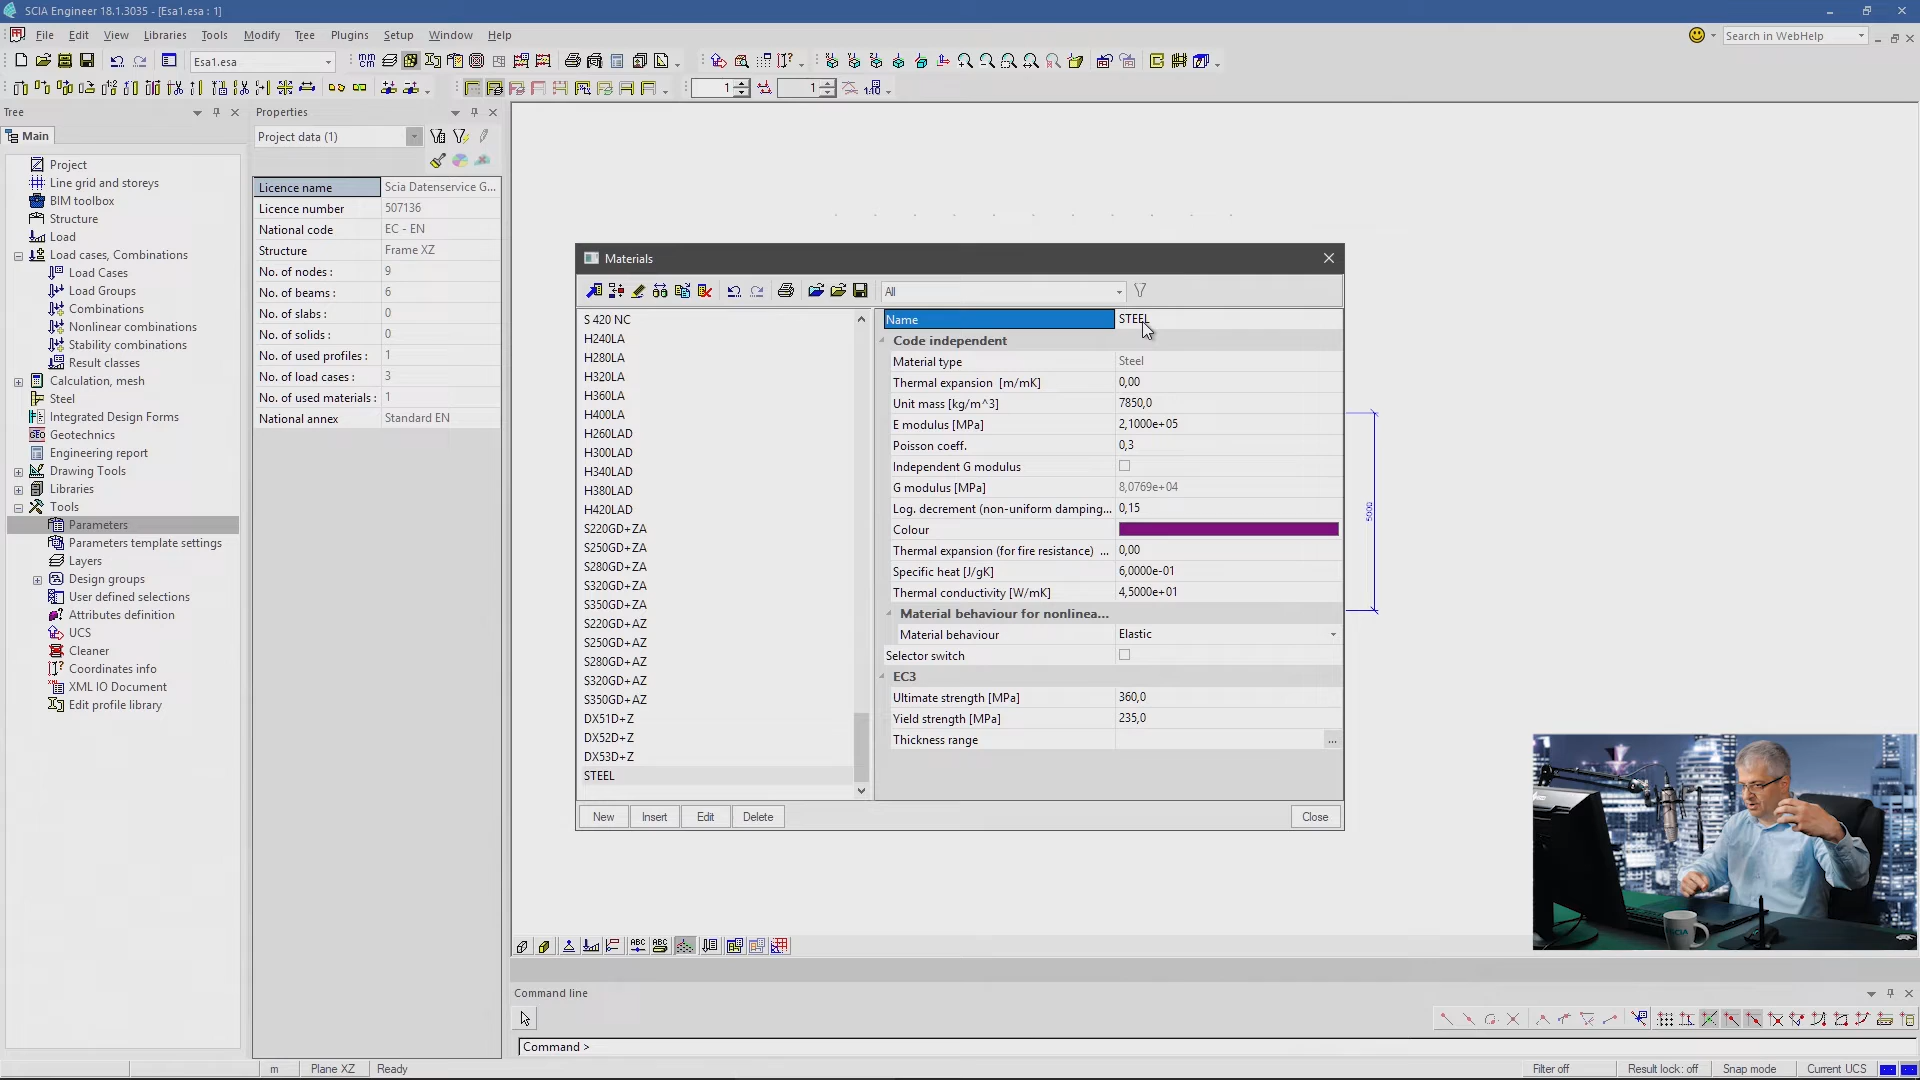 SCIA Engineer 18.1.3035 - [Esa1.esa : 1]
File Edit View Libraries Tools Modify Tree Plugins Setup Window Help
Search in WebHelp
Esa1.esa
1
1
Tree
Main
Project
Line grid and storeys
BIM toolbox
Structure
Load
Load cases, Combinations
Load Cases
Load Groups
Combinations
Nonlinear combinations
Stability combinations
Result classes
Calculation, mesh
Steel
Integrated Design Forms
Geotechnics
Engineering report
Drawing Tools
Libraries
Tools
Parameters
Parameters template settings
Layers
Design groups
User defined selections
Attributes definition
UCS
Cleaner
Coordinates info
XML IO Document
Edit profile library
Properties
Project data (1)
Licence name Scia Datenservice G...
Licence number 507136
National code EC - EN
Structure Frame XZ
No. of nodes : 9
No. of beams : 6
No. of slabs : 0
No. of solids : 0
No. of used profiles : 1
No. of load cases : 3
No. of used materials : 1
National annex Standard EN
Materials
All
S 420 NC
H240LA
H280LA
H320LA
H360LA
H400LA
H260LAD
H300LAD
H340LAD
H380LAD
H420LAD
S220GD+ZA
S250GD+ZA
S280GD+ZA
S320GD+ZA
S350GD+ZA
S220GD+AZ
S250GD+AZ
S280GD+AZ
S320GD+AZ
S350GD+AZ
DX51D+Z
DX52D+Z
DX53D+Z
STEEL
Name STEEL
Code independent
Material type Steel
Thermal expansion [m/mK] 0,00
Unit mass [kg/m^3] 7850,0
E modulus [MPa] 2,1000e+05
Poisson coeff. 0,3
Independent G modulus
G modulus [MPa] 8,0769e+04
Log. decrement (non-uniform damping... 0,15
Colour
Thermal expansion (for fire resistance) ... 0,00
Specific heat [J/gK] 6,0000e-01
Thermal conductivity [W/mK] 4,5000e+01
Material behaviour for nonlinea...
Material behaviour Elastic
Selector switch
EC3
Ultimate strength [MPa] 360,0
Yield strength [MPa] 235,0
Thickness range ...
New Insert Edit Delete Close
5000
SCIA
Command line
Command >
m Plane XZ Ready Filter off Result lock: off Snap mode Current UCS